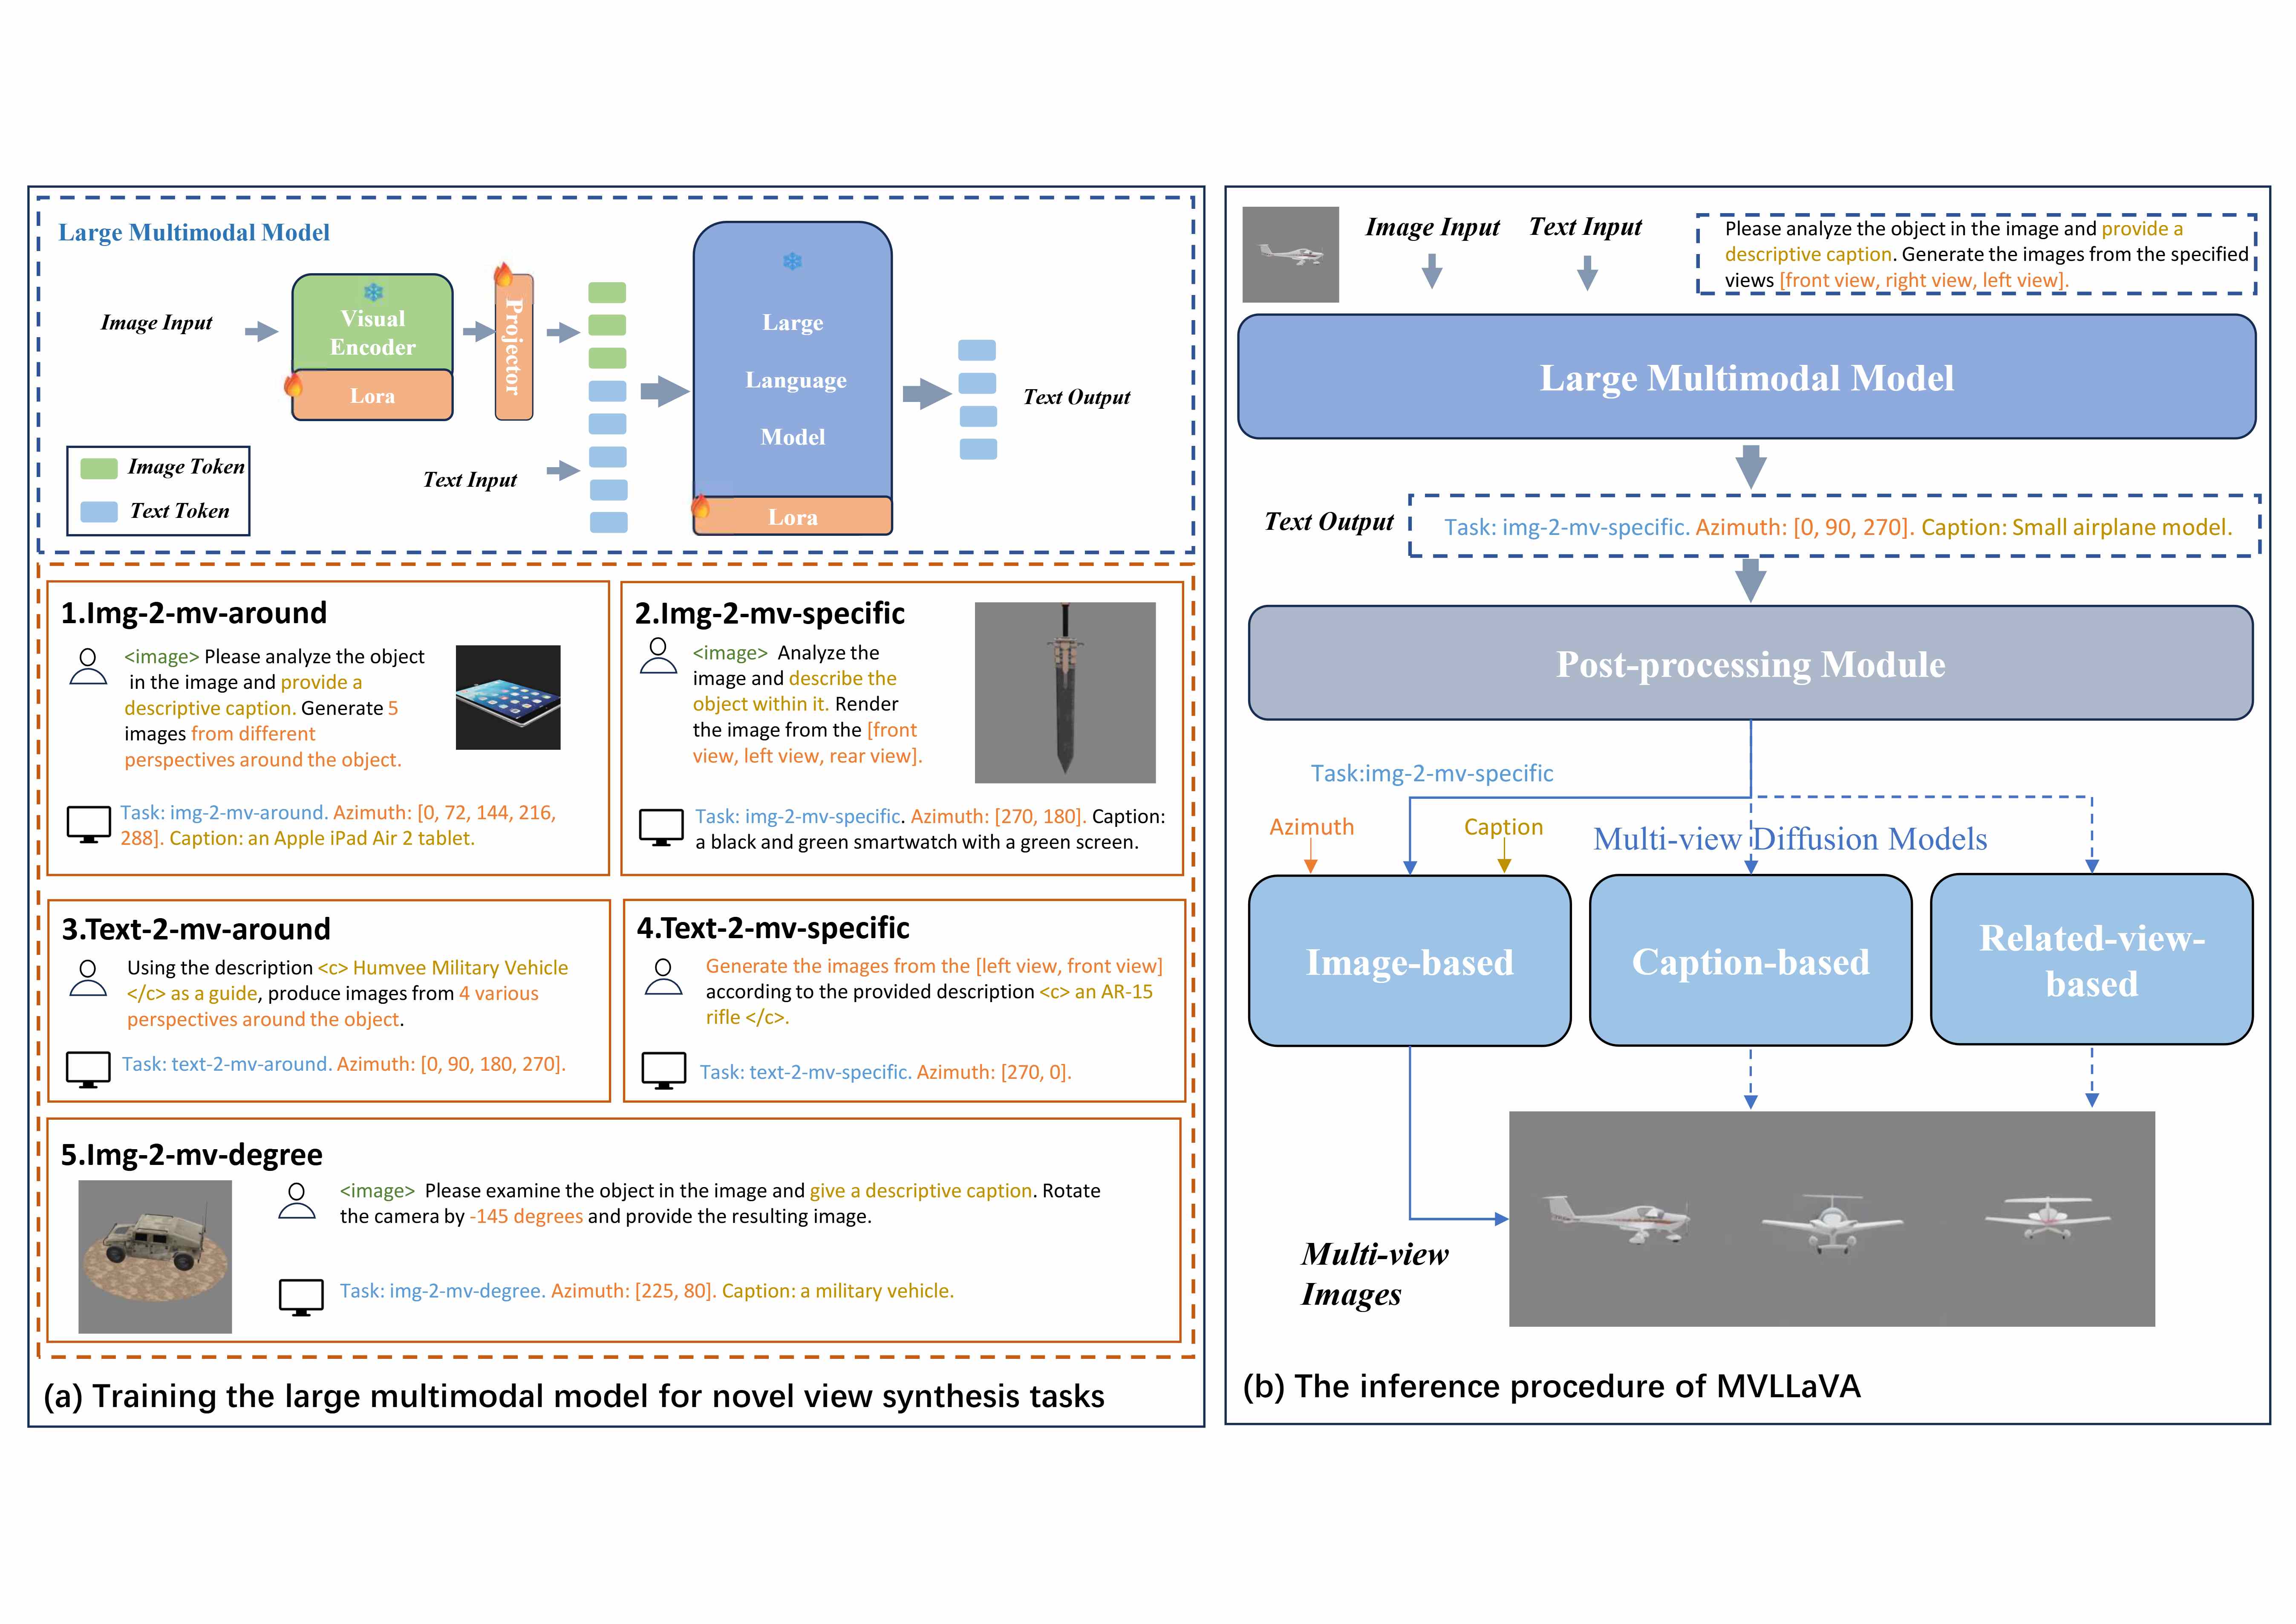 Large Multimodal Model
Image Input
Visual
Encoder
Lora
Projector
Large
Language
Model
Lora
Text Output
Text Input
Image Token
Text Token
1.Img-2-mv-around
<image> Please analyze the object
in the image and provide a
descriptive caption. Generate 5
images from different
perspectives around the object.
Task: img-2-mv-around. Azimuth: [0, 72, 144, 216,
288]. Caption: an Apple iPad Air 2 tablet.
2.Img-2-mv-specific
<image> Analyze the
image and describe the
object within it. Render
the image from the [front
view, left view, rear view].
Task: img-2-mv-specific. Azimuth: [270, 180]. Caption:
a black and green smartwatch with a green screen.
3.Text-2-mv-around
Using the description <c> Humvee Military Vehicle
</c> as a guide, produce images from 4 various
perspectives around the object.
Task: text-2-mv-around. Azimuth: [0, 90, 180, 270].
4.Text-2-mv-specific
Generate the images from the [left view, front view]
according to the provided description <c> an AR-15
rifle </c>.
Task: text-2-mv-specific. Azimuth: [270, 0].
5.Img-2-mv-degree
<image> Please examine the object in the image and give a descriptive caption. Rotate
the camera by -145 degrees and provide the resulting image.
Task: img-2-mv-degree. Azimuth: [225, 80]. Caption: a military vehicle.
(a) Training the large multimodal model for novel view synthesis tasks
Image Input
Text Input
Please analyze the object in the image and provide a
descriptive caption. Generate the images from the specified
views [front view, right view, left view].
Large Multimodal Model
Text Output
Task: img-2-mv-specific. Azimuth: [0, 90, 270]. Caption: Small airplane model.
Post-processing Module
Task:img-2-mv-specific
Azimuth
Caption
Multi-view Diffusion Models
Image-based
Caption-based
Related-view-
based
Multi-view
Images
(b) The inference procedure of MVLLaVA